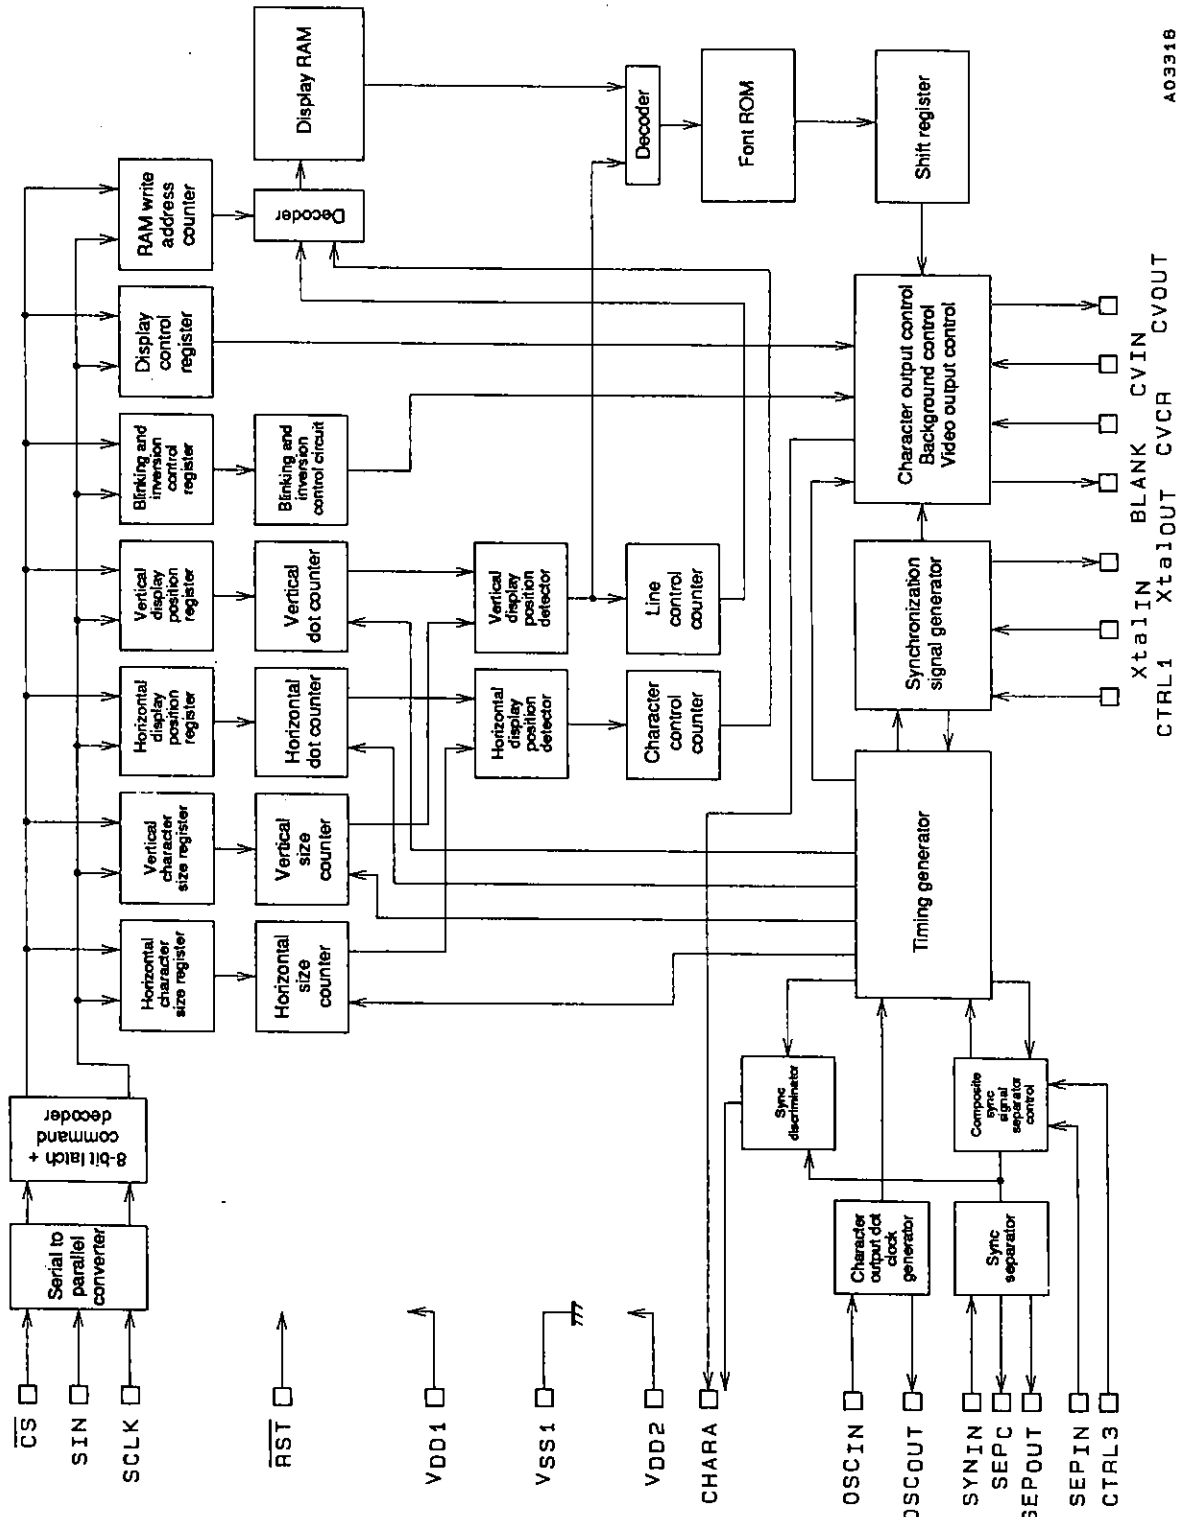 CS
SIN
SCLK
RST
VDD1
VSS1
VDD2
CHARA
OSCIN
OSCOUT
SYNIN
SEPC
SEPOUT
SEPIN
CTRL3
Serial to
parallel
converter
8-bit latch +
command
decoder
Horizontal
character
size register
Vertical
character
size register
Horizontal
display
position
register
Vertical
display
position
register
Blinking and
inversion
control
register
Display
control
register
RAM write
address
counter
Horizontal
size
counter
Vertical
size
counter
Horizontal
dot counter
Vertical
dot counter
Blinking and
inversion
control circuit
Decoder
Display RAM
Horizontal
display
position
detector
Vertical
display
position
detector
Character
control
counter
Line
control
counter
Decoder
Font ROM
Shift register
Sync
discriminator
Character
output dot
clock
generator
Sync
separator
Composite
sync
signal
separator
control
Timing generator
Synchronization
signal generator
Character output control
Background control
Video output control
CTRL1
XtalIN
XtalOUT
BLANK
CVCR
CVIN
CVOUT
A03318